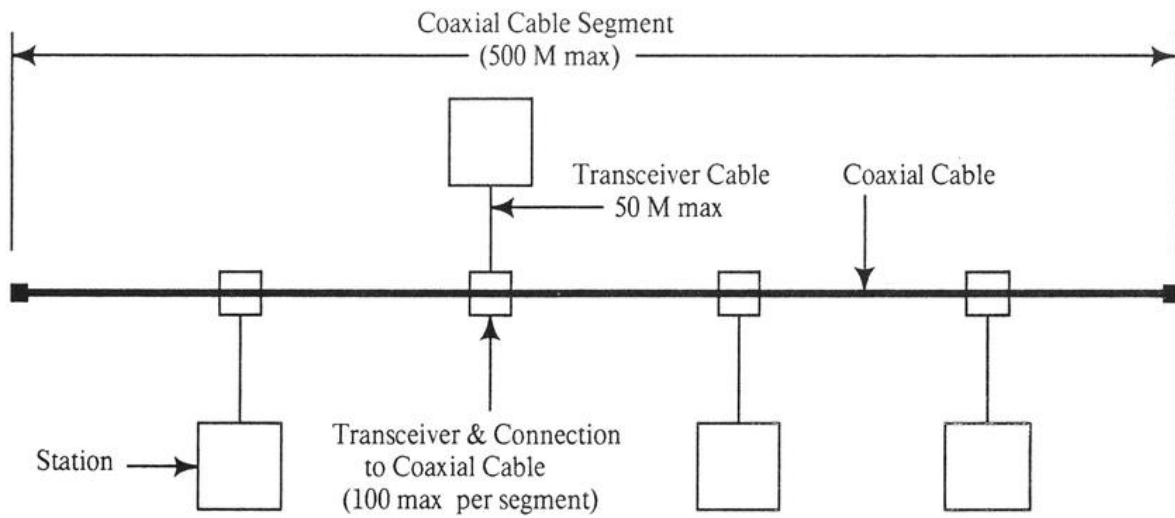 Coaxial Cable Segment
(500 M max)
Transceiver Cable
50 M max
Coaxial Cable
Station
Transceiver & Connection
to Coaxial Cable
(100 max per segment)